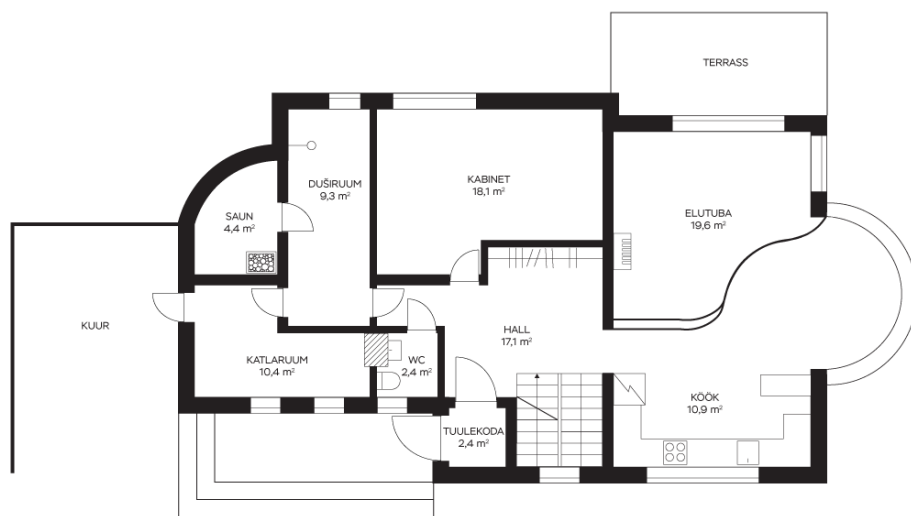 TERRASS
DUŠIRUUM
9,3 m²
KABINET
18,1 m²
SAUN
4,4 m²
ELUTUBA
19,6 m²
KUUR
HALL
17,1 m²
KATLARUUM
10,4 m²
WC
2,4 m²
KÖÖK
10,9 m²
TUULEKODA
2,4 m²